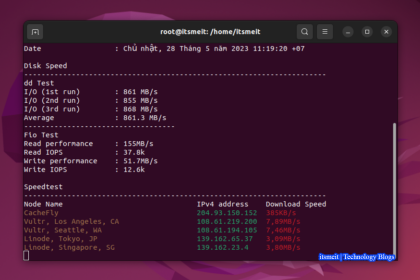 root@itsmeit: /home/itsmeit
Date : Chủ nhật, 28 Tháng 5 năm 2023 11:19:20 +07
Disk Speed
---------------------------------------------------------------------
dd Test
I/O (1st run) : 861 MB/s
I/O (2nd run) : 855 MB/s
I/O (3rd run) : 868 MB/s
Average : 861.3 MB/s
-----------------------------------
Fio Test
Read performance : 155MB/s
Read IOPS : 37.8k
Write performance : 51.7MB/s
Write IOPS : 12.6k
Speedtest
---------------------------------------------------------------------
Node Name IPv4 address Download Speed
CacheFly 204.93.150.152 305KB/s
Vultr, Los Angeles, CA 108.61.219.200 7,89MB/s
Vultr, Seattle, WA 108.61.194.105 7,46MB/s
Linode, Tokyo, JP 139.162.65.37 3,09MB/s
Linode, Singapore, SG 139.162.23.4 3,80MB/s
---------------------------------------------------------------------
itsmeit | Technology Blogs